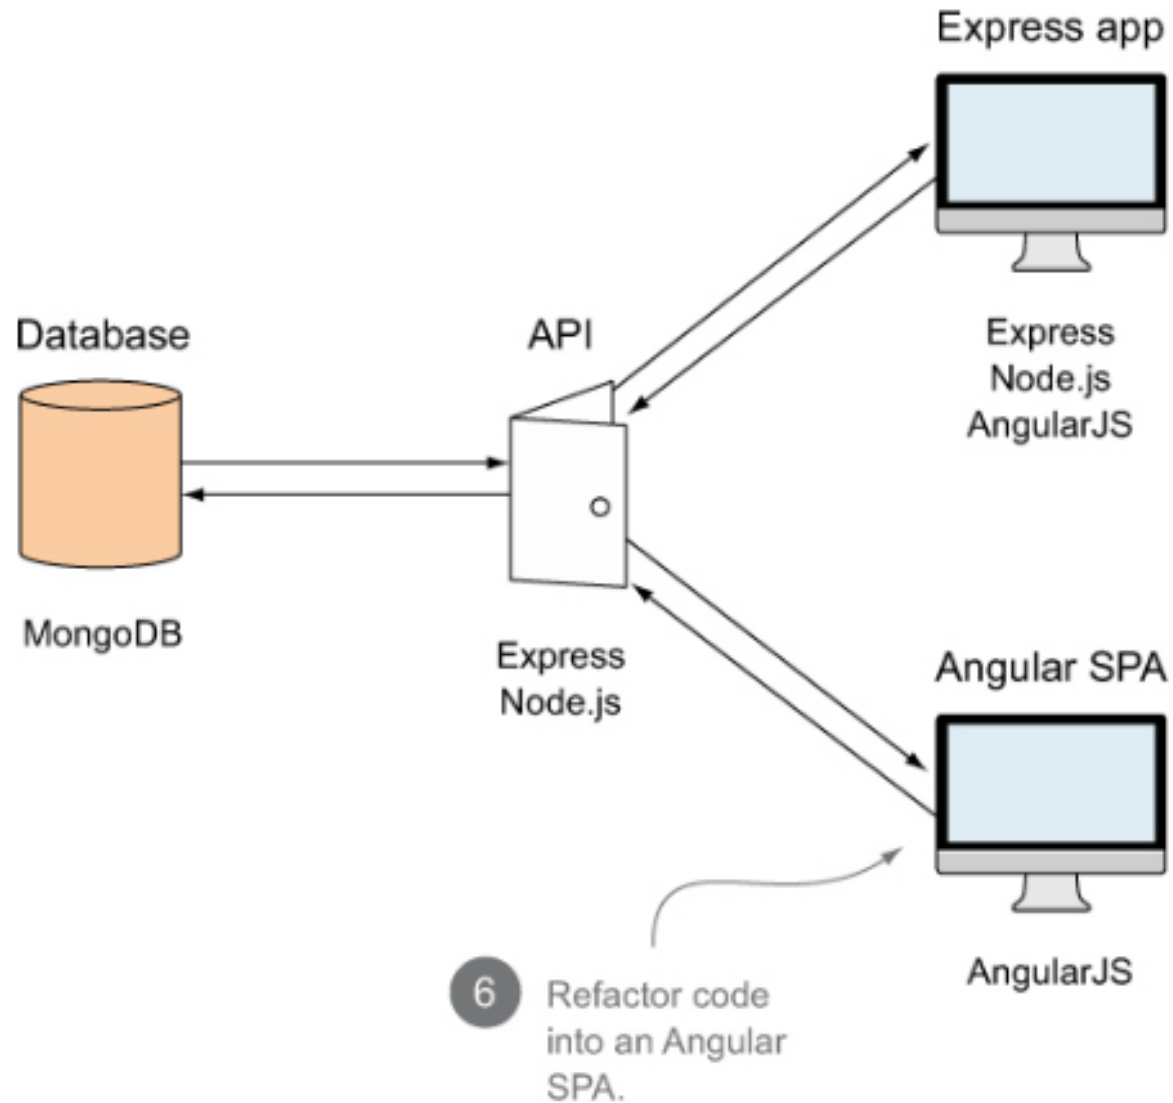 Express app
Express
Node.js
AngularJS
Database
MongoDB
API
Express
Node.js
Angular SPA
AngularJS
6
Refactor code
into an Angular
SPA.